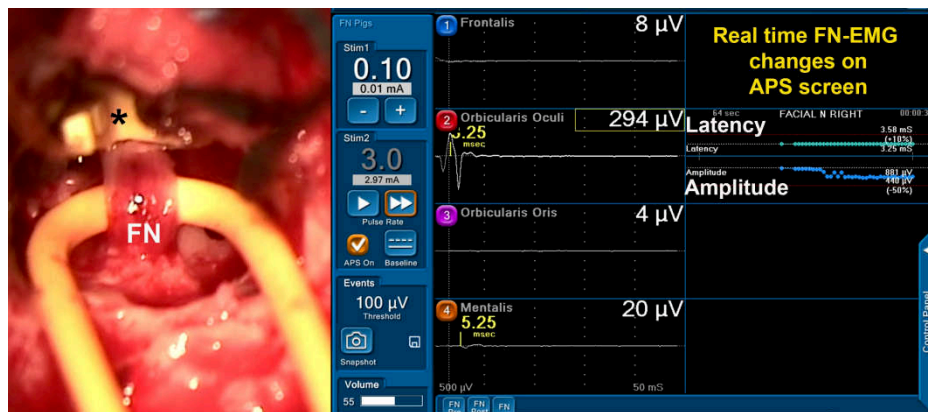 *
FN
FN Pigs
Stim1
0.10
0.01 mA
-
+
Stim2
3.0
2.97 mA
Pulse Rate
APS On
Baseline
Events
100 µV
Threshold
Snapshot
Volume
55
1 Frontalis
8 µV
2 Orbicularis Oculi
294 µV
3.25
msec
3 Orbicularis Oris
4 µV
4 Mentalis
20 µV
5.25
msec
500 µV
50 mS
FN
FN
FN
Real time FN-EMG
changes on
APS screen
64 sec
FACIAL N RIGHT
Latency
3.58 mS
(+10%)
Latency
3.25 mS
Amplitude
881 µV
Amplitude
440 µV
(-50%)
Control Panel